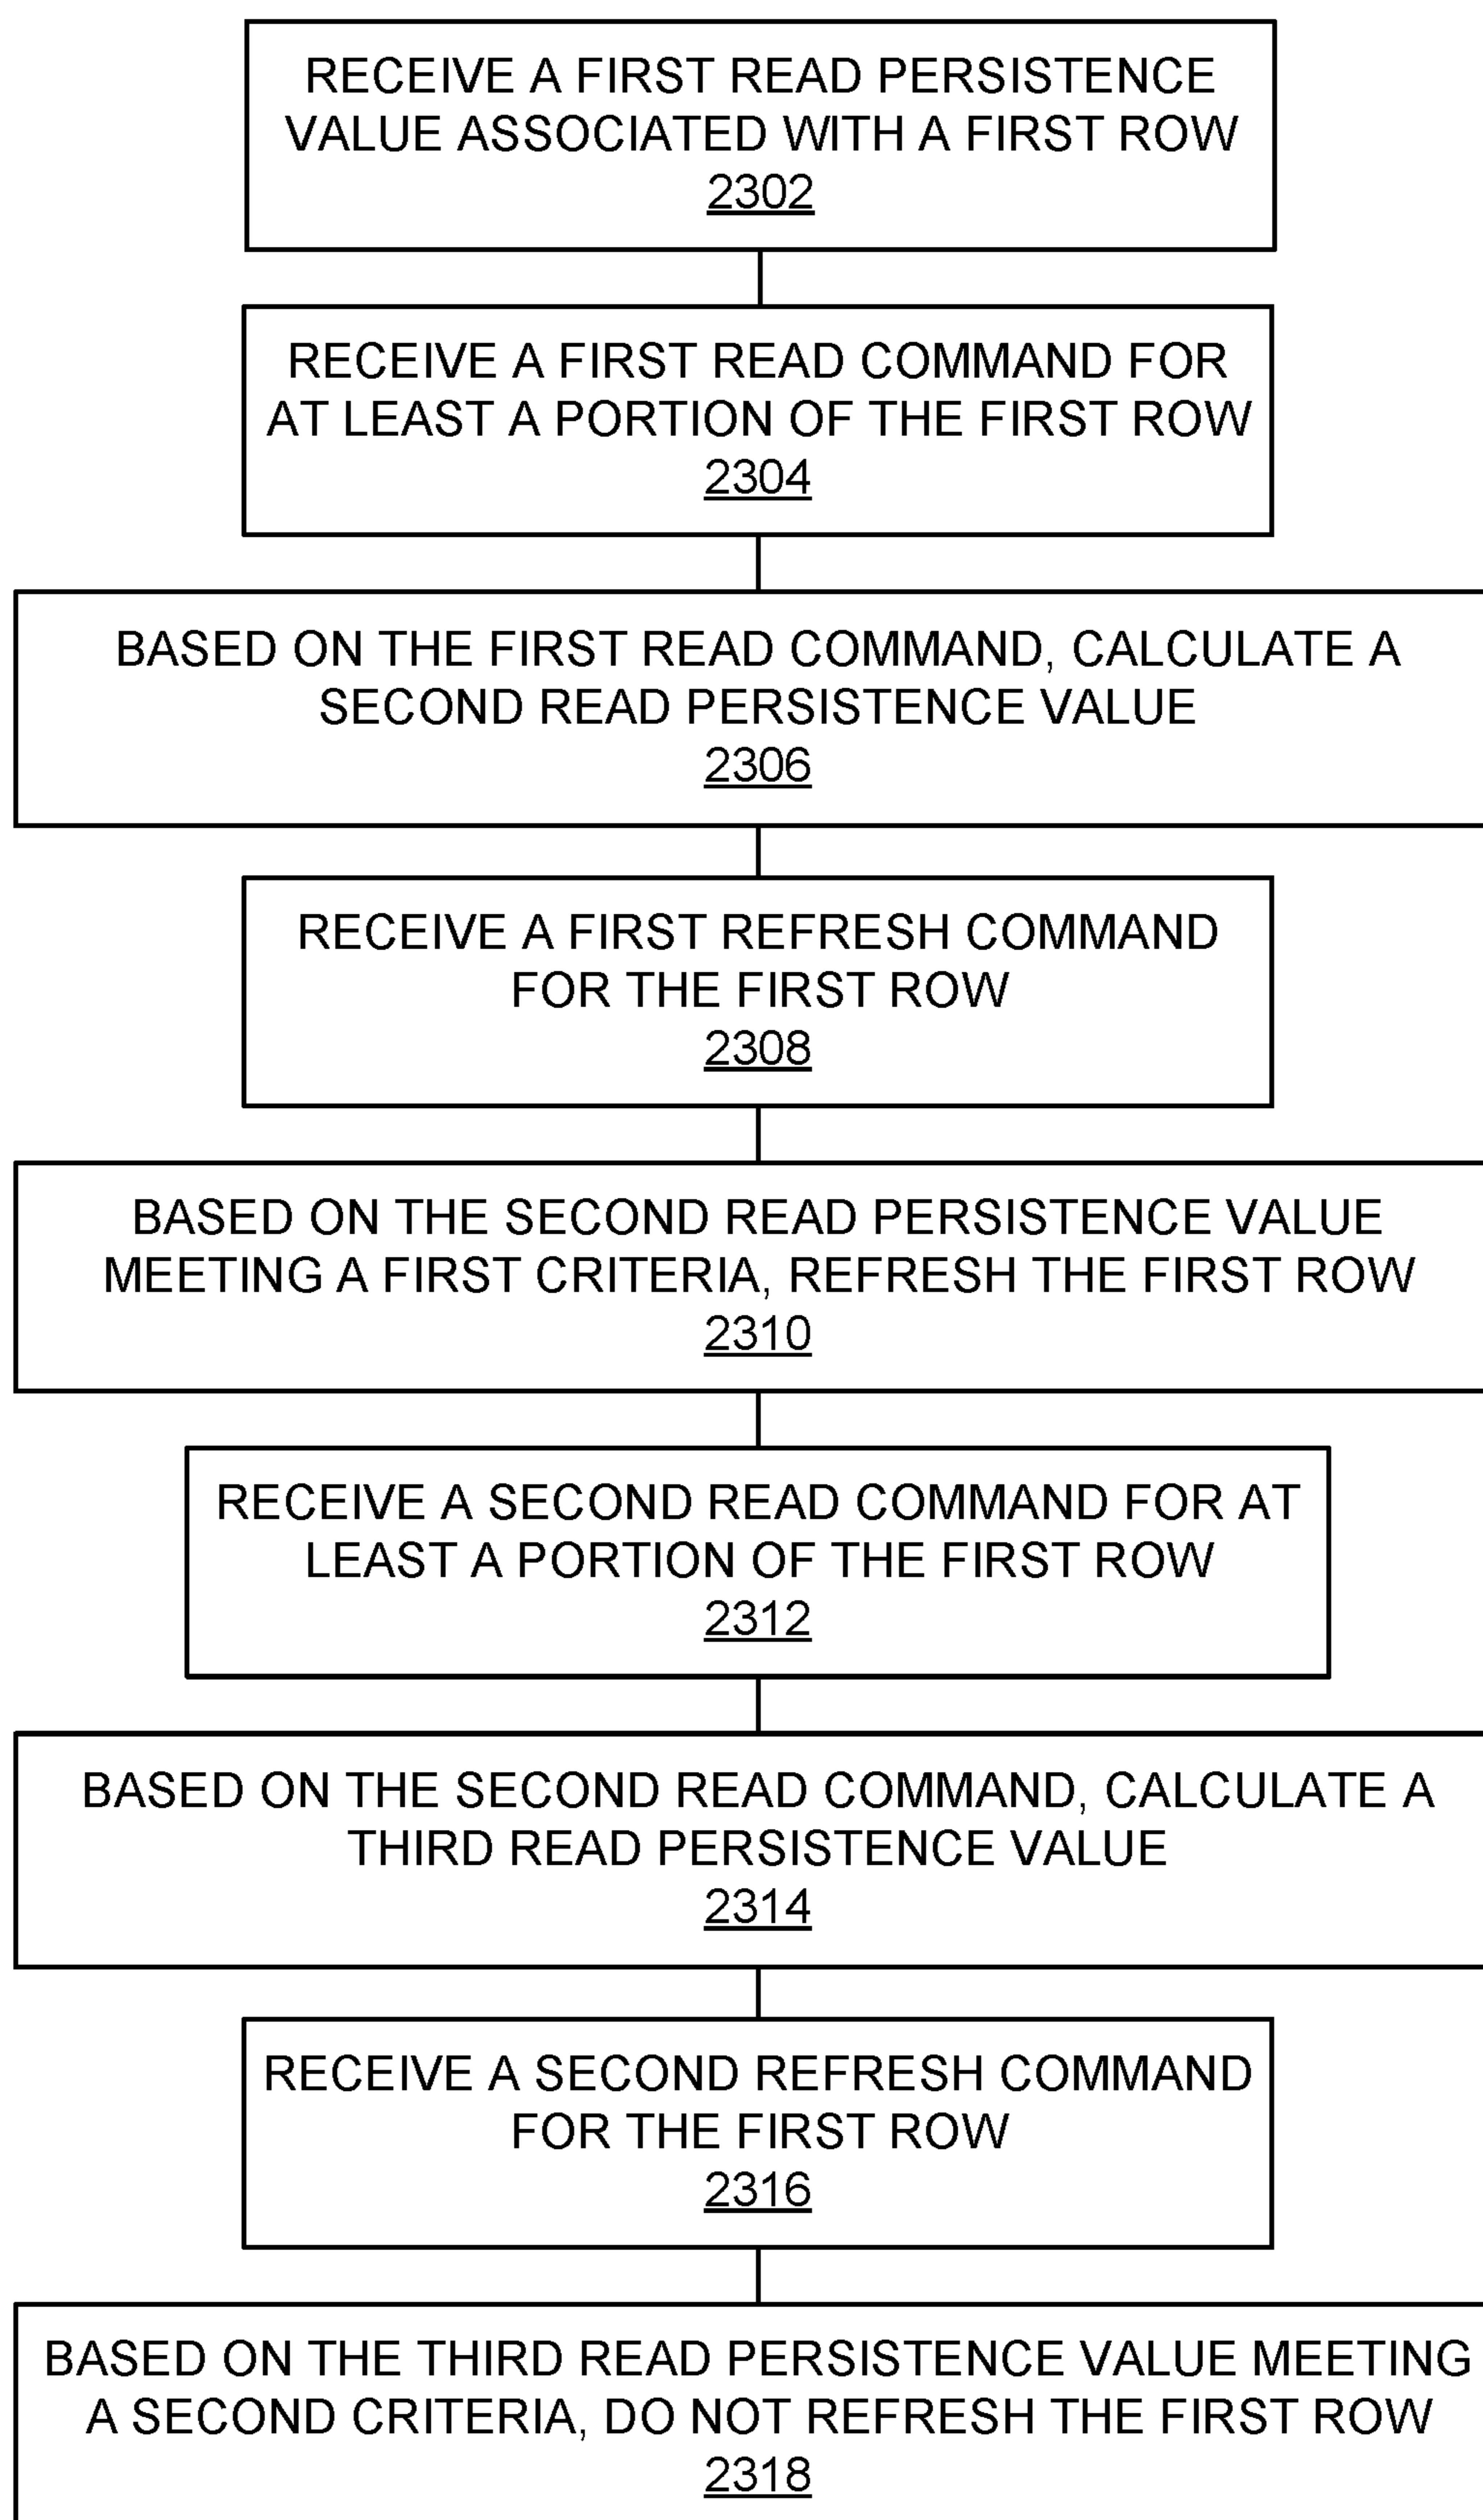 RECEIVE A FIRST READ PERSISTENCE
VALUE ASSOCIATED WITH A FIRST ROW
2302
RECEIVE A FIRST READ COMMAND FOR
AT LEAST A PORTION OF THE FIRST ROW
2304
BASED ON THE FIRST READ COMMAND, CALCULATE A
SECOND READ PERSISTENCE VALUE
2306
RECEIVE A FIRST REFRESH COMMAND
FOR THE FIRST ROW
2308
BASED ON THE SECOND READ PERSISTENCE VALUE
MEETING A FIRST CRITERIA, REFRESH THE FIRST ROW
2310
RECEIVE A SECOND READ COMMAND FOR AT
LEAST A PORTION OF THE FIRST ROW
2312
BASED ON THE SECOND READ COMMAND, CALCULATE A
THIRD READ PERSISTENCE VALUE
2314
RECEIVE A SECOND REFRESH COMMAND
FOR THE FIRST ROW
2316
BASED ON THE THIRD READ PERSISTENCE VALUE MEETING
A SECOND CRITERIA, DO NOT REFRESH THE FIRST ROW
2318